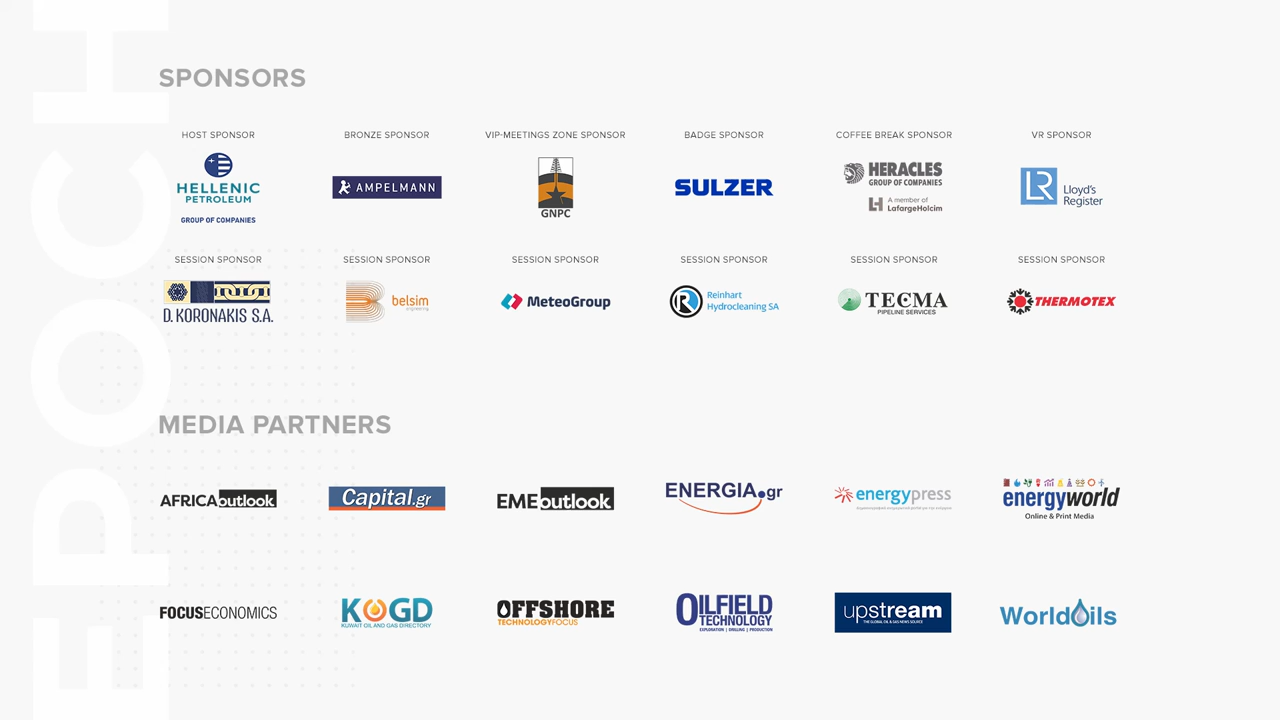 EPOCH
SPONSORS
HOST SPONSOR
BRONZE SPONSOR
VIP-MEETINGS ZONE SPONSOR
BADGE SPONSOR
COFFEE BREAK SPONSOR
VR SPONSOR
HELLENIC
PETROLEUM
GROUP OF COMPANIES
AMPELMANN
GNPC
SULZER
HERACLES
GROUP OF COMPANIES
LH A member of
LafargeHolcim
LR Lloyd's
Register
SESSION SPONSOR
SESSION SPONSOR
SESSION SPONSOR
SESSION SPONSOR
SESSION SPONSOR
SESSION SPONSOR
D. KORONAKIS S.A.
belsim
engineering
MeteoGroup
R Reinhart
Hydrocleaning SA
TECMA
PIPELINE SERVICES
THERMOTEX
MEDIA PARTNERS
AFRICAoutlook
Capital.gr
EMEoutlook
ENERGIA.gr
energypress
energyworld
Online & Print Media
FOCUSECONOMICS
KOGD
KUWAIT OIL AND GAS DIRECTORY
OFFSHORE
TECHNOLOGYFOCUS
OILFIELD
TECHNOLOGY
EXPLORATION | DRILLING | PRODUCTION
upstream
THE GLOBAL OIL & GAS NEWS SOURCE
WorldOils